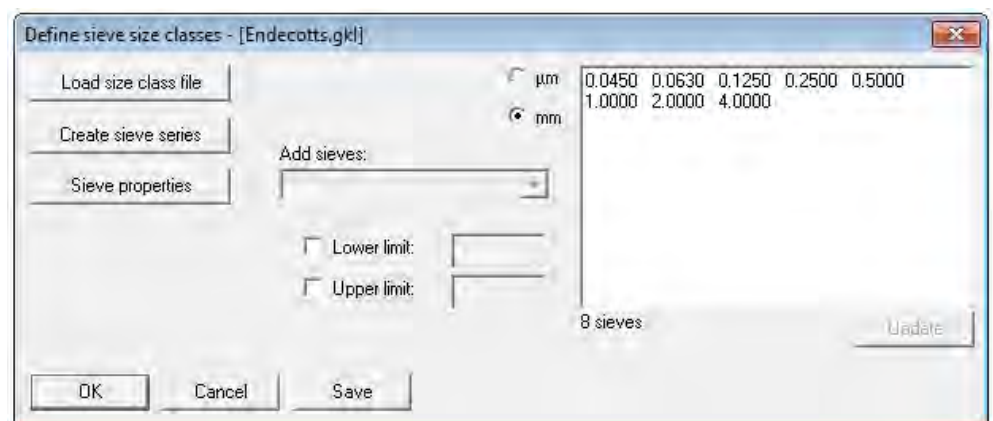 Define sieve size classes - [Endecotts.gkl]
Load size class file
µm
0.0450 0.0630 0.1250 0.2500 0.5000
1.0000 2.0000 4.0000
mm
Create sieve series
Add sieves:
Sieve properties
Lower limit:
Upper limit:
8 sieves
Update
OK
Cancel
Save